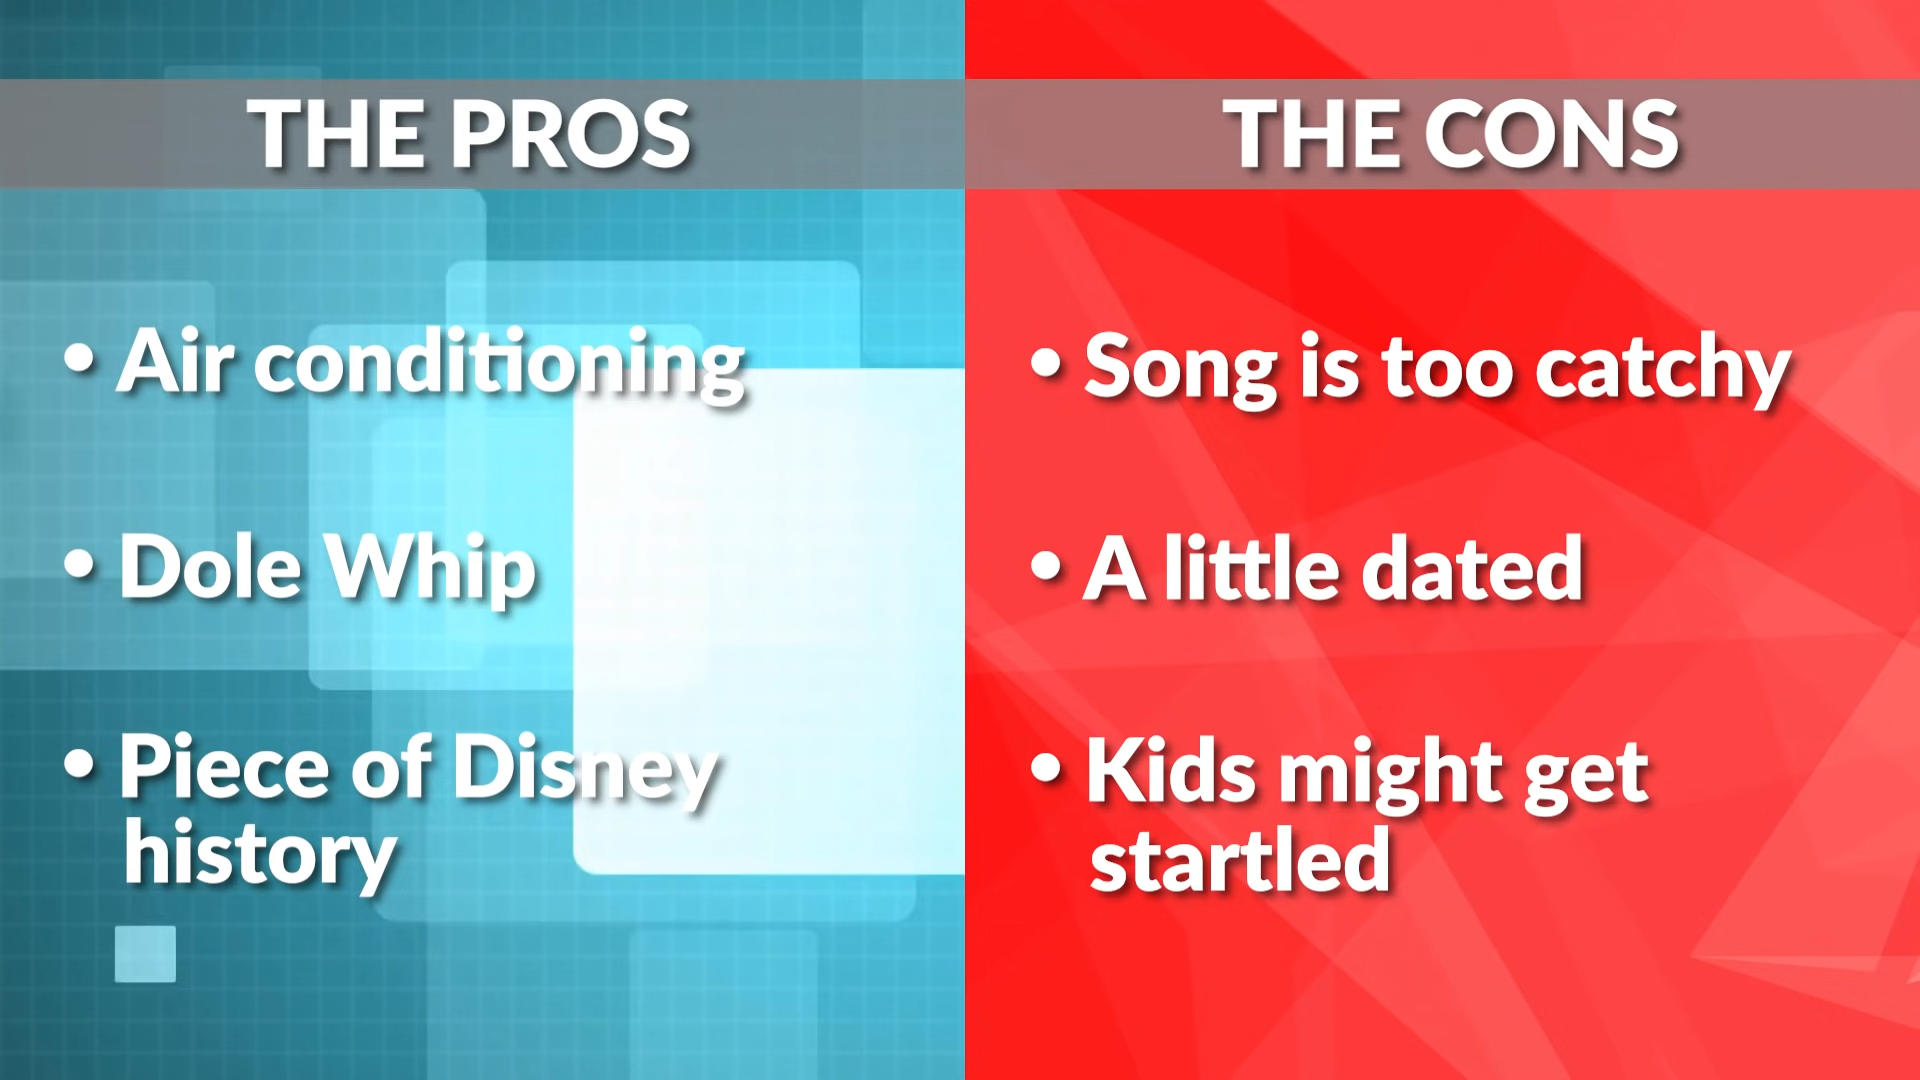 THE PROS
• Air conditioning
• Dole Whip
• Piece of Disney
history
THE CONS
• Song is too catchy
• A little dated
• Kids might get
startled